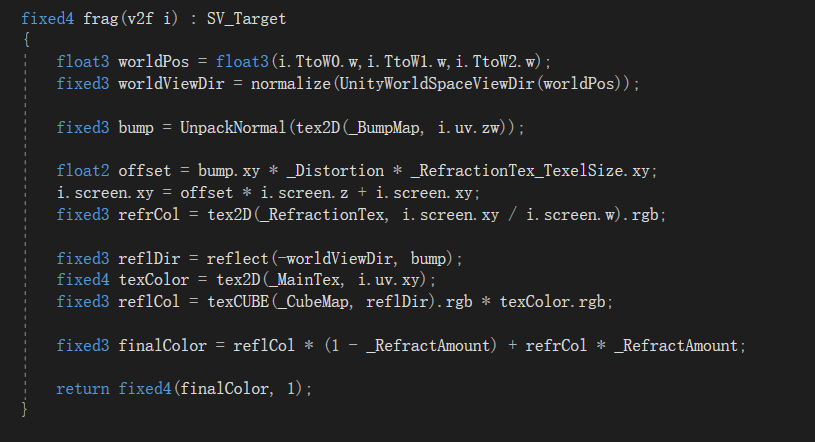 fixed4 frag(v2f i) : SV_Target
{
float3 worldPos = float3(i.TtoW0.w,i.TtoW1.w,i.TtoW2.w);
fixed3 worldViewDir = normalize(UnityWorldSpaceViewDir(worldPos));
fixed3 bump = UnpackNormal(tex2D(_BumpMap, i.uv.zw));
float2 offset = bump.xy * _Distortion * _RefractionTex_TexelSize.xy;
i.screen.xy = offset * i.screen.z + i.screen.xy;
fixed3 refrCol = tex2D(_RefractionTex, i.screen.xy / i.screen.w).rgb;
fixed3 reflDir = reflect(-worldViewDir, bump);
fixed4 texColor = tex2D(_MainTex, i.uv.xy);
fixed3 reflCol = texCUBE(_CubeMap, reflDir).rgb * texColor.rgb;
fixed3 finalColor = reflCol * (1 - _RefractAmount) + refrCol * _RefractAmount;
return fixed4(finalColor, 1);
}